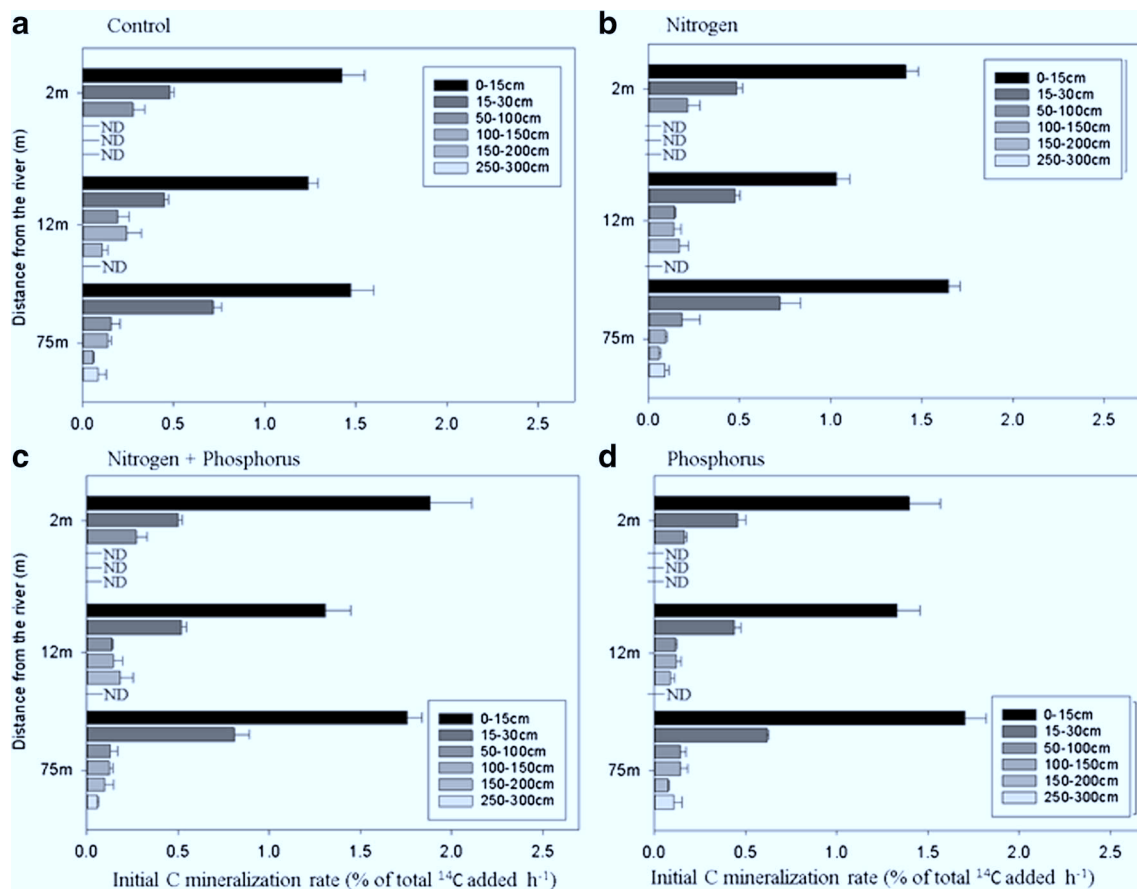 a
Control
Distance from the river (m)
2m
12m
75m
ND
ND
ND
ND
0-15cm
15-30cm
50-100cm
100-150cm
150-200cm
250-300cm
0.0 0.5 1.0 1.5 2.0 2.5
b
Nitrogen
2m
12m
75m
ND
ND
ND
ND
0-15cm
15-30cm
50-100cm
100-150cm
150-200cm
250-300cm
0.0 0.5 1.0 1.5 2.0 2.5
c
Nitrogen + Phosphorus
Distance from the river (m)
2m
12m
75m
ND
ND
ND
ND
0-15cm
15-30cm
50-100cm
100-150cm
150-200cm
250-300cm
0.0 0.5 1.0 1.5 2.0 2.5
Initial C mineralization rate (% of total ¹⁴C added h⁻¹)
d
Phosphorus
2m
12m
75m
ND
ND
ND
ND
0-15cm
15-30cm
50-100cm
100-150cm
150-200cm
250-300cm
0.0 0.5 1.0 1.5 2.0 2.5
Initial C mineralization rate (% of total ¹⁴C added h⁻¹)